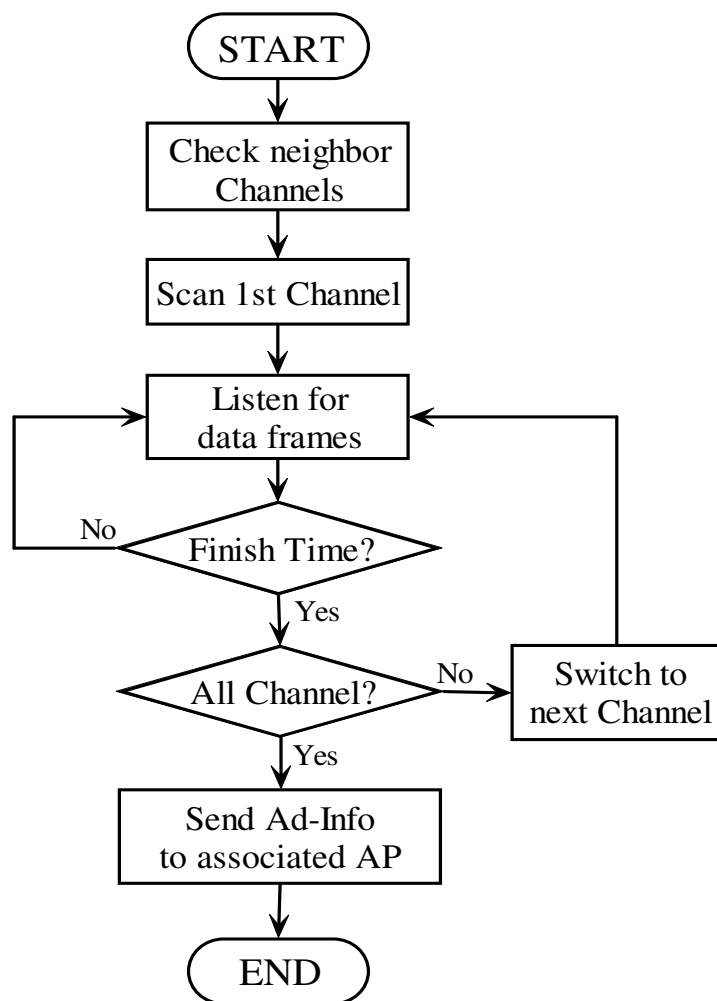 START
Check neighbor
Channels
Scan 1st Channel
Listen for
data frames
No
Finish Time?
Yes
All Channel?
No
Switch to
next Channel
Yes
Send Ad-Info
to associated AP
END